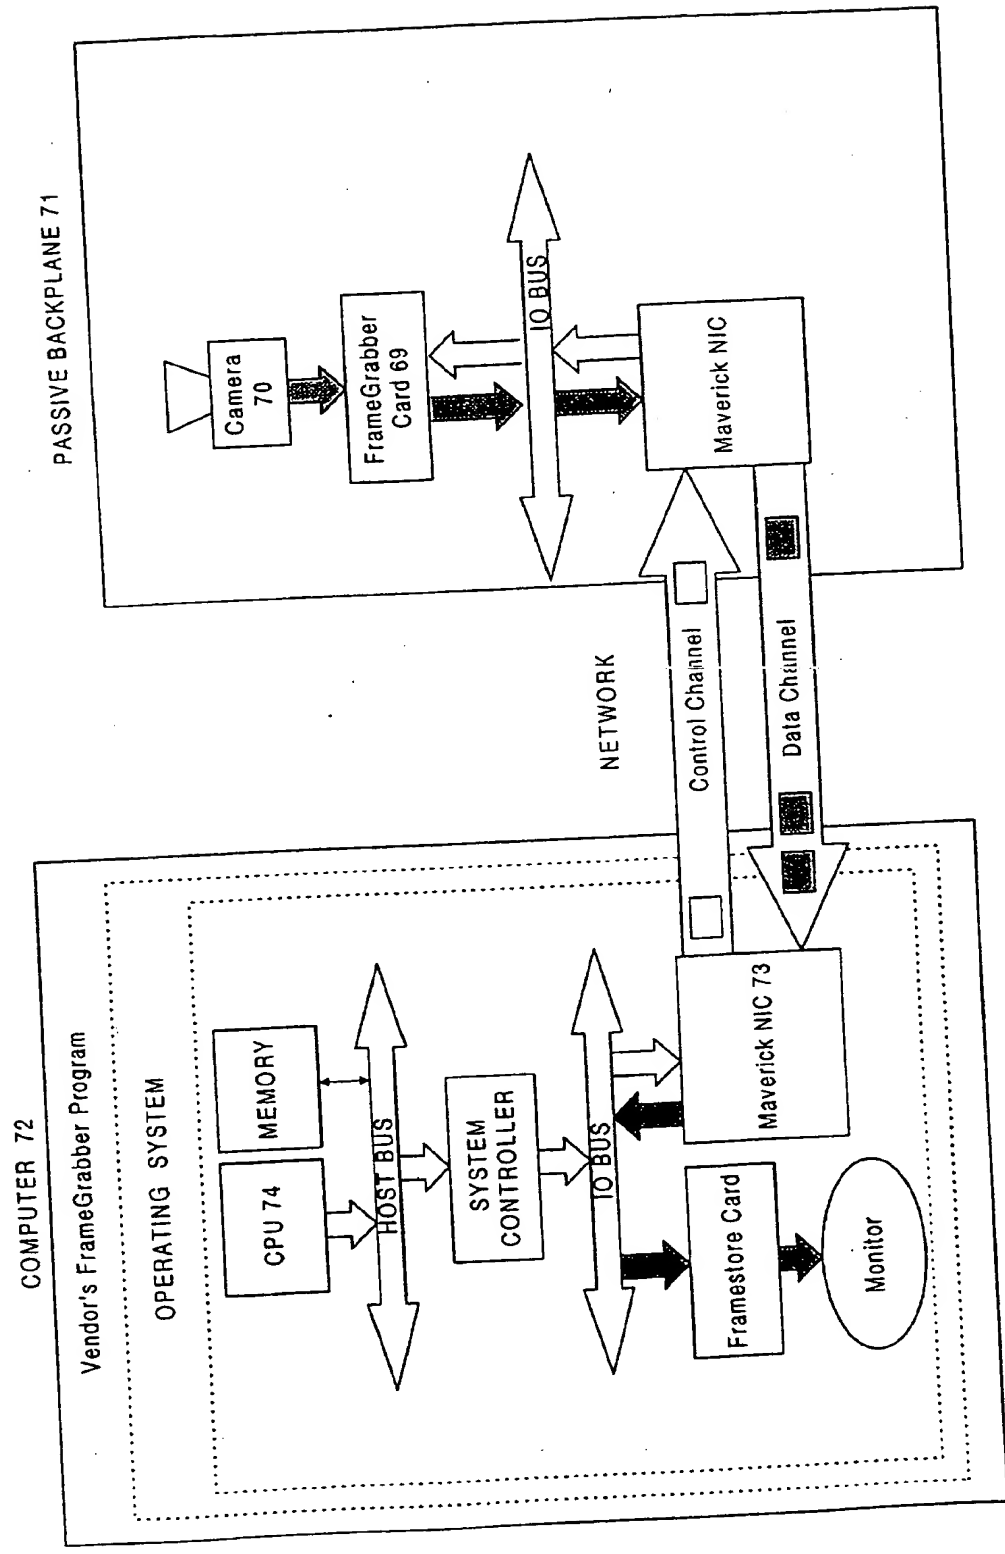 COMPUTER 72
Vendor's FrameGrabber Program
OPERATING SYSTEM
CPU 74
MEMORY
HOST BUS
SYSTEM
CONTROLLER
IO BUS
Framestore Card
Maverick NIC 73
Monitor
NETWORK
Control Channel
Data Channel
PASSIVE BACKPLANE 71
Camera
70
FrameGrabber
Card 69
IO BUS
Maverick NIC